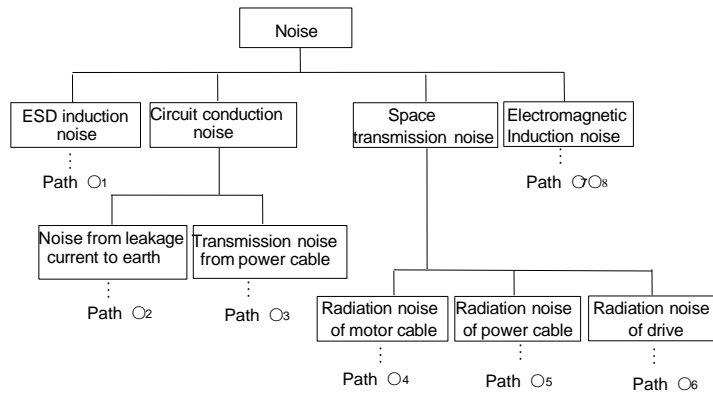 Noise
ESD induction
noise
Circuit conduction
noise
Space
transmission noise
Electromagnetic
Induction noise
Path ○1
Path ○7○8
Noise from leakage
current to earth
Transmission noise
from power cable
Path ○2
Path ○3
Radiation noise
of motor cable
Radiation noise
of power cable
Radiation noise
of drive
Path ○4
Path ○5
Path ○6